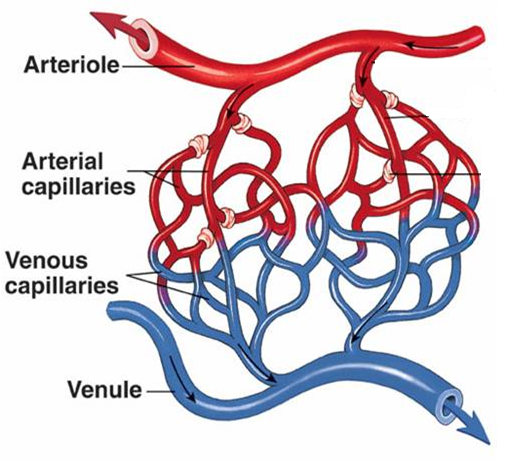 Arteriole
Arterial
capillaries
Venous
capillaries
Venule